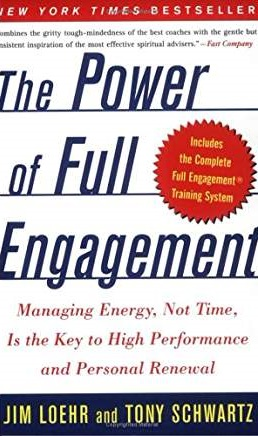 NEW YORK TIMES BESTSELLER
"Combines the gritty tough-mindedness of the best coaches with the gentle but
insistent inspiration of the most effective spiritual advisers." —Fast Company
The Power
of Full
Engagement
Includes
the Complete
Full Engagement®
Training System
Managing Energy, Not Time,
Is the Key to High Performance
and Personal Renewal
JIM LOEHR and TONY SCHWARTZ